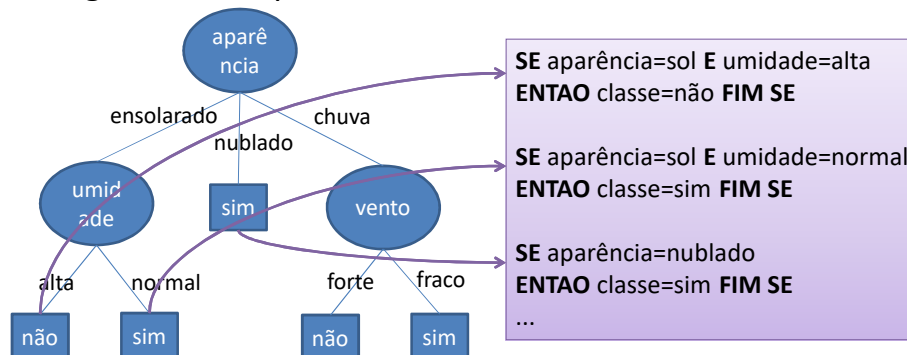 aparê
ncia
ensolarado
nublado
chuva
umid
ade
sim
vento
alta
normal
forte
fraco
não
sim
não
sim
SE aparência=sol E umidade=alta
ENTAO classe=não FIM SE
SE aparência=sol E umidade=normal
ENTAO classe=sim FIM SE
SE aparência=nublado
ENTAO classe=sim FIM SE
...